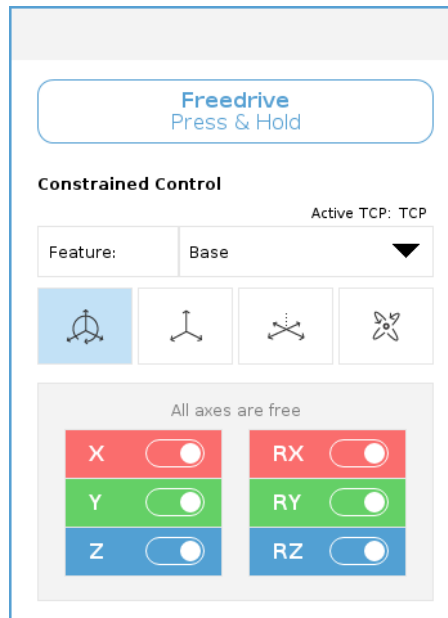 Freedrive
Press & Hold
Constrained Control
Active TCP: TCP
Feature: Base
All axes are free
X RX
Y RY
Z RZ